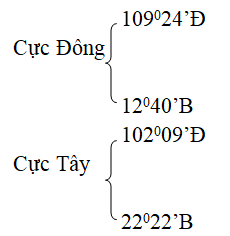 109⁰24’Đ
Cực Đông
12⁰40’B
102⁰09’Đ
Cực Tây
22⁰22’B